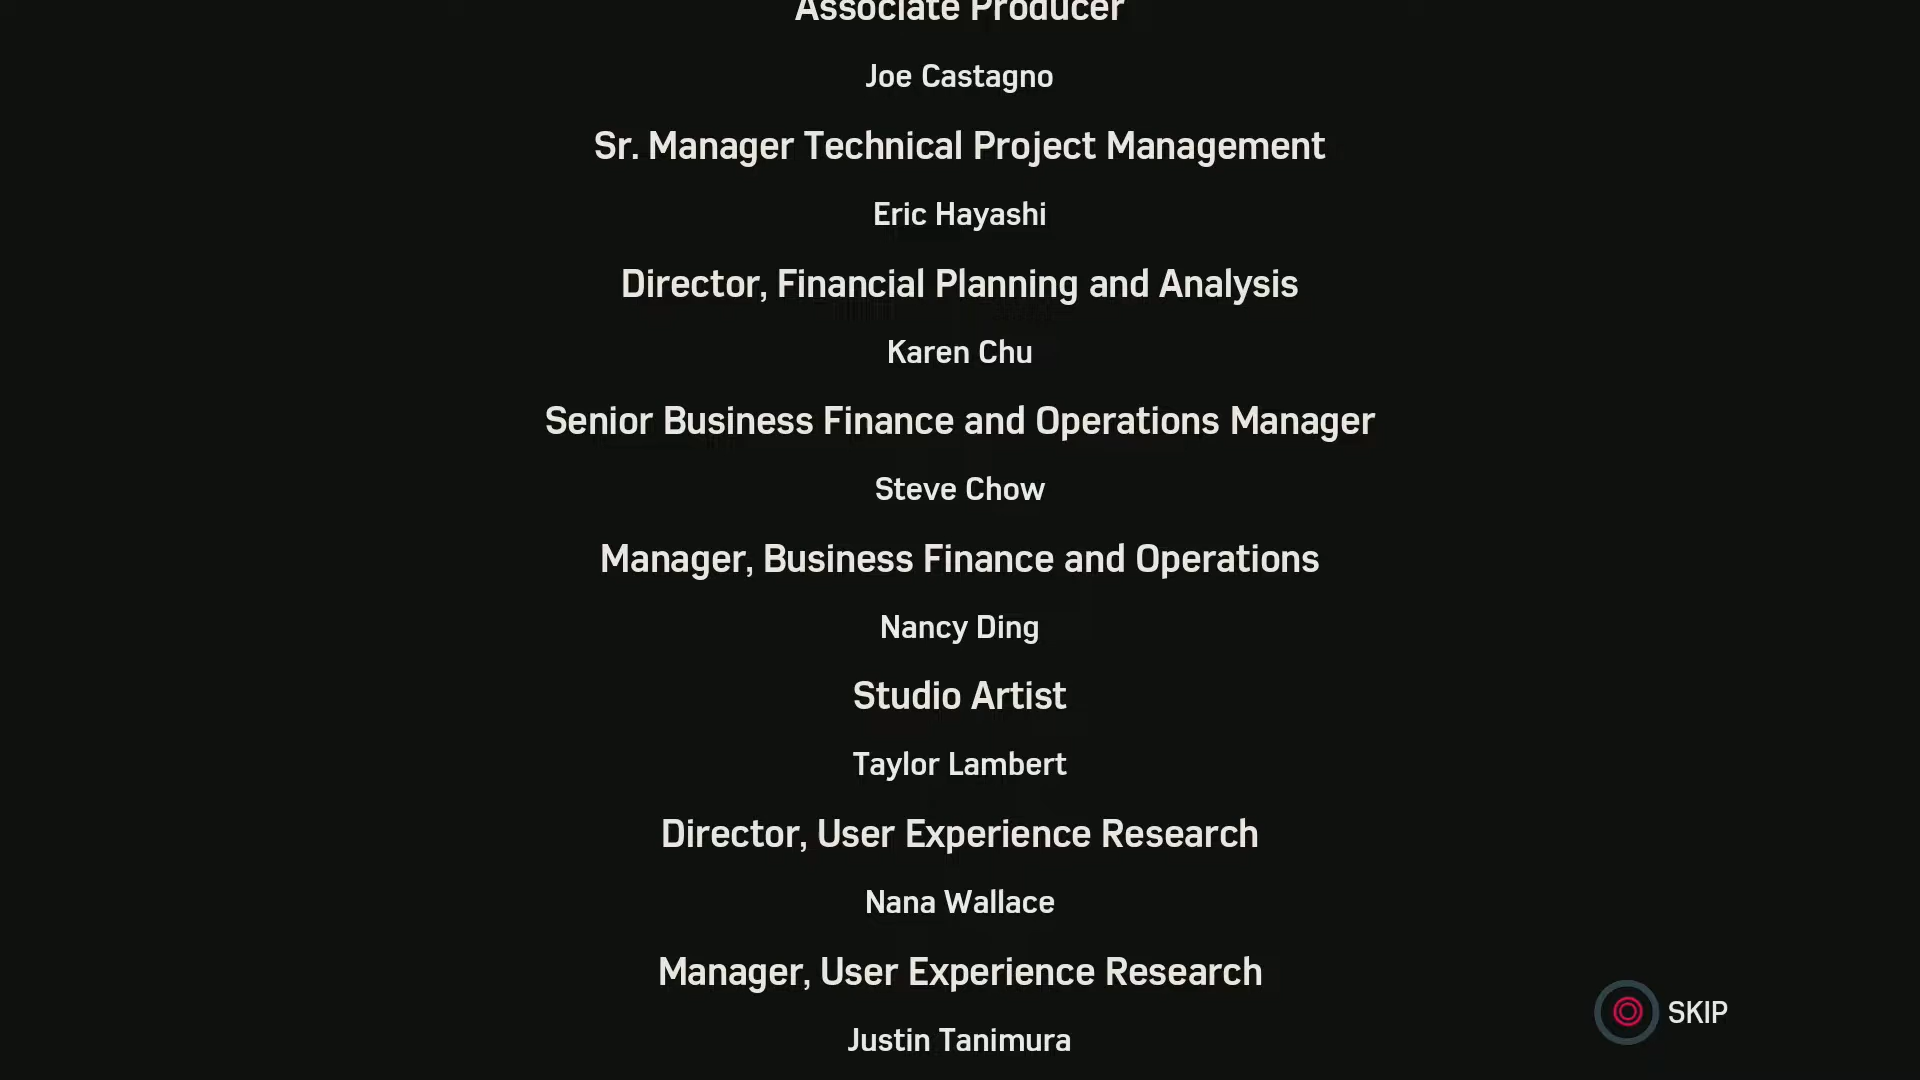 Associate Producer
Joe Castagno
Sr. Manager Technical Project Management
Eric Hayashi
Director, Financial Planning and Analysis
Karen Chu
Senior Business Finance and Operations Manager
Steve Chow
Manager, Business Finance and Operations
Nancy Ding
Studio Artist
Taylor Lambert
Director, User Experience Research
Nana Wallace
Manager, User Experience Research
Justin Tanimura
SKIP